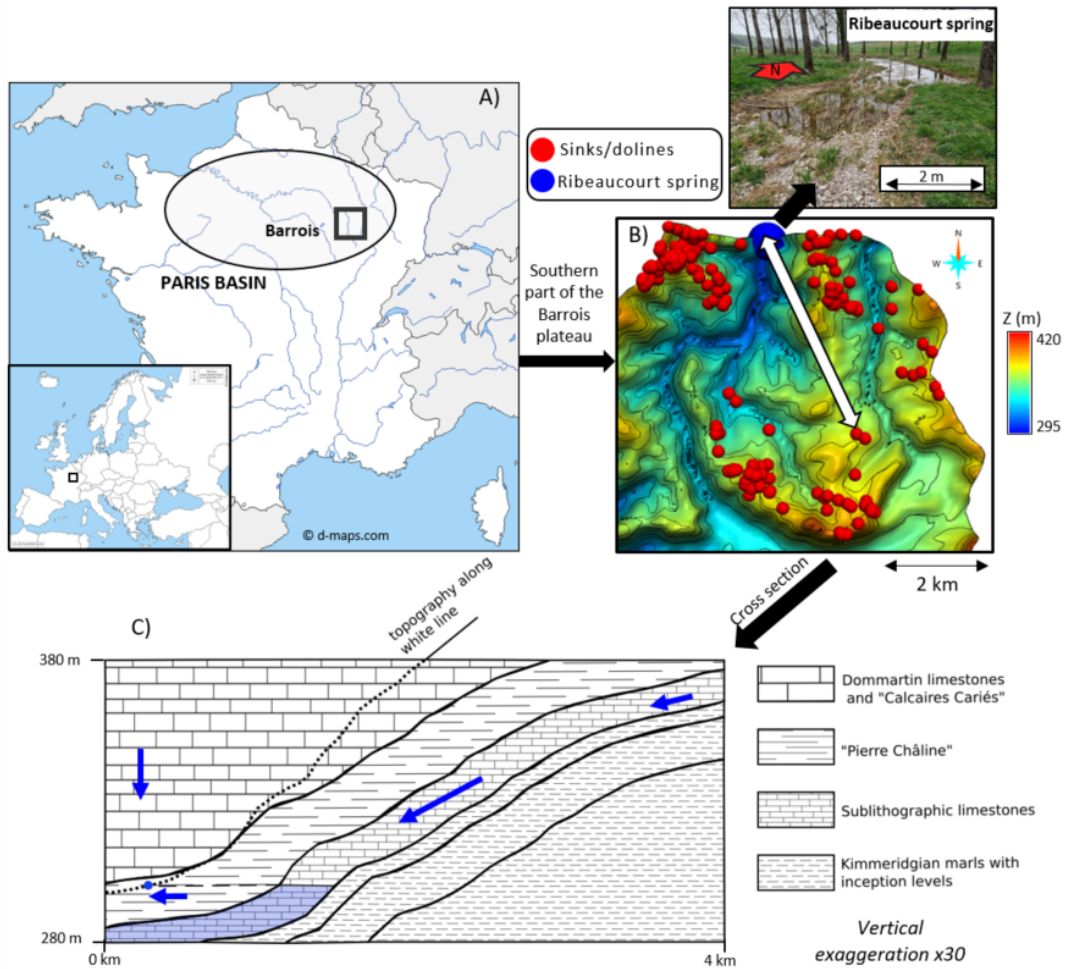 A)
Barrois
PARIS BASIN
© d-maps.com
Sinks/dolines
Ribeaucourt spring
Ribeaucourt spring
N
2 m
Southern
part of the
Barrois
plateau
B)
N
W E
S
Z (m)
420
295
2 km
Cross section
C)
topography along
white line
380 m
280 m
0 km
4 km
Dommartin limestones
and "Calcaires Cariés"
"Pierre Châline"
Sublithographic limestones
Kimmeridgian marls with
inception levels
Vertical
exaggeration x30